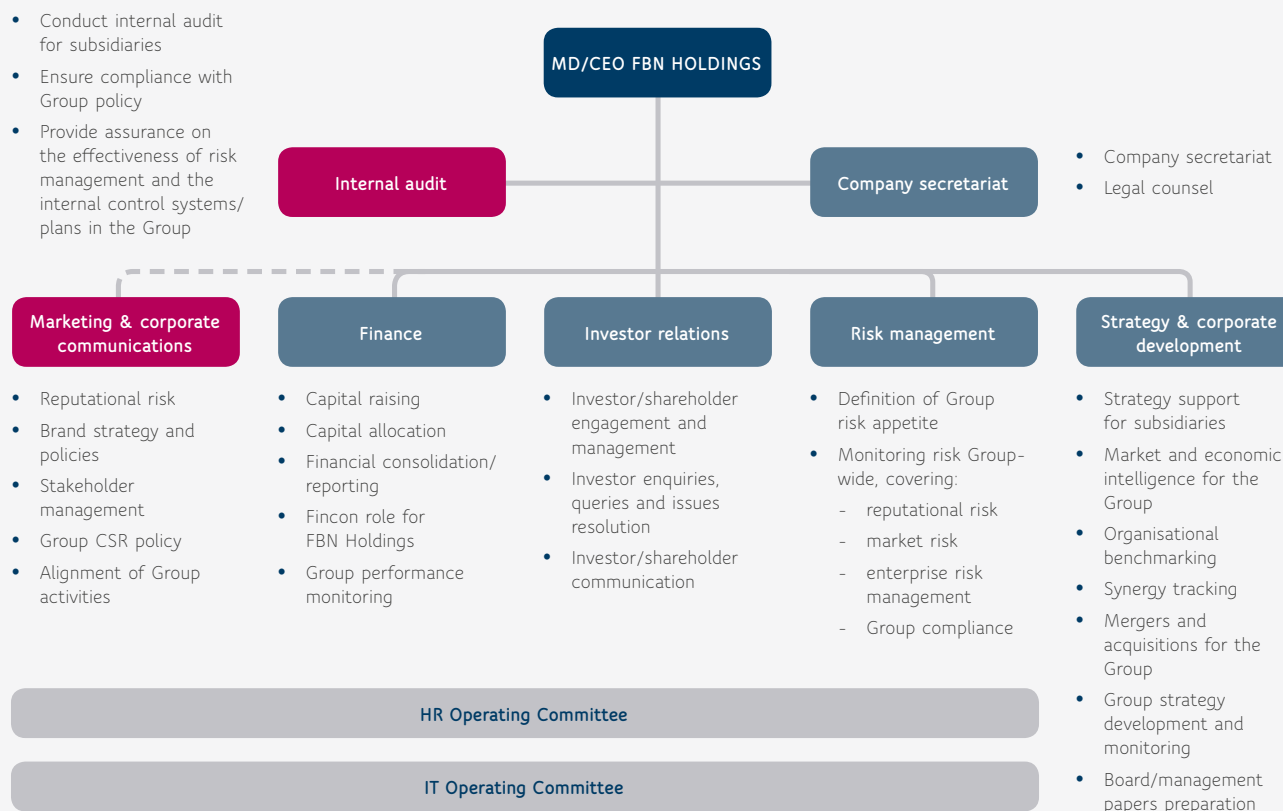 • Conduct internal audit
for subsidiaries
• Ensure compliance with
Group policy
• Provide assurance on
the effectiveness of risk
management and the
internal control systems/
plans in the Group
MD/CEO FBN HOLDINGS
Internal audit
Company secretariat
• Company secretariat
• Legal counsel
Marketing & corporate
communications
• Reputational risk
• Brand strategy and
policies
• Stakeholder
management
• Group CSR policy
• Alignment of Group
activities
Finance
• Capital raising
• Capital allocation
• Financial consolidation/
reporting
• Fincon role for
FBN Holdings
• Group performance
monitoring
Investor relations
• Investor/shareholder
engagement and
management
• Investor enquiries,
queries and issues
resolution
• Investor/shareholder
communication
Risk management
• Definition of Group
risk appetite
• Monitoring risk Group-
wide, covering:
- reputational risk
- market risk
- enterprise risk
management
- Group compliance
Strategy & corporate
development
• Strategy support
for subsidiaries
• Market and economic
intelligence for the
Group
• Organisational
benchmarking
• Synergy tracking
• Mergers and
acquisitions for the
Group
• Group strategy
development and
monitoring
• Board/management
papers preparation
HR Operating Committee
IT Operating Committee